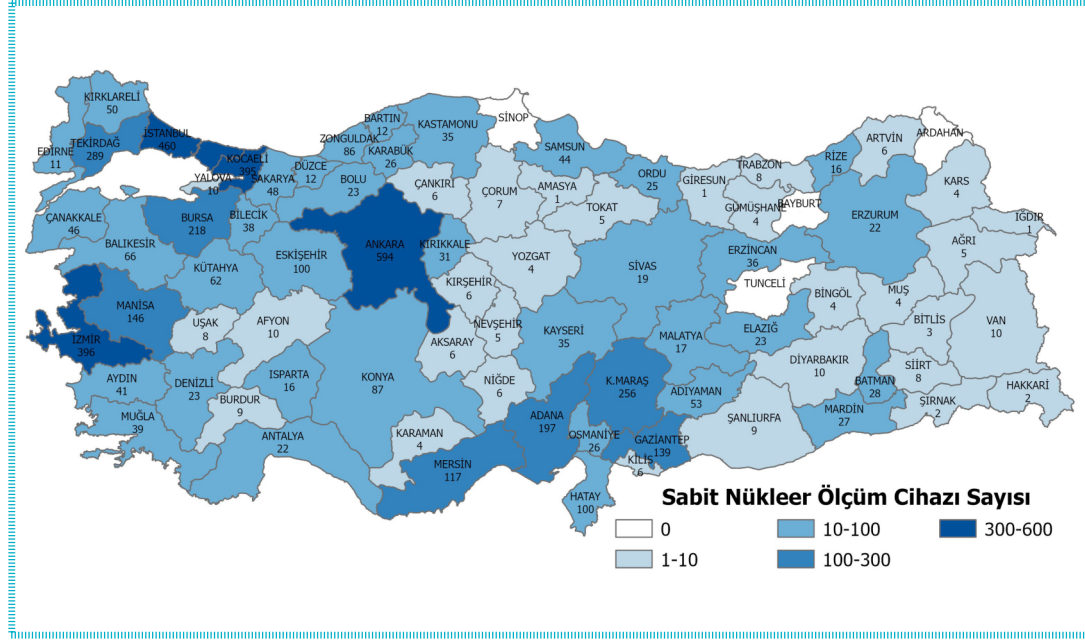 KIRKLARELİ
50
EDİRNE
11
TEKİRDAĞ
289
İSTANBUL
460
KOCAELİ
395
YALOVA
10
SAKARYA
48
DÜZCE
12
ZONGULDAK
86
BARTIN
12
KARABÜK
26
KASTAMONU
35
SİNOP
SAMSUN
44
BOLU
23
ÇANKIRI
6
ÇORUM
7
AMASYA
1
TOKAT
5
ORDU
25
GİRESUN
1
TRABZON
8
GÜMÜŞHANE
4
BAYBURT
RİZE
16
ARTVİN
6
ARDAHAN
KARS
4
IĞDIR
1
AĞRI
5
ERZURUM
22
ERZİNCAN
36
TUNCELİ
ÇANAKKALE
46
BALIKESİR
66
BURSA
218
BİLECİK
38
KÜTAHYA
62
ESKİŞEHİR
100
ANKARA
594
KIRIKKALE
31
KIRŞEHİR
6
YOZGAT
4
SİVAS
19
MANİSA
146
İZMİR
396
UŞAK
8
AFYON
10
AKSARAY
6
NEVŞEHİR
5
KAYSERİ
35
MALATYA
17
ELAZIĞ
23
BİNGÖL
4
MUŞ
4
BİTLİS
3
VAN
10
AYDIN
41
DENİZLİ
23
BURDUR
9
ISPARTA
16
KONYA
87
NİĞDE
6
K.MARAŞ
256
ADIYAMAN
53
DİYARBAKIR
10
BATMAN
28
SİİRT
8
ŞIRNAK
2
HAKKARİ
2
MUĞLA
39
ANTALYA
22
KARAMAN
4
MERSİN
117
ADANA
197
OSMANİYE
26
GAZİANTEP
139
KİLİS
6
ŞANLIURFA
9
MARDİN
27
HATAY
100
Sabit Nükleer Ölçüm Cihazı Sayısı
0
10-100
300-600
1-10
100-300